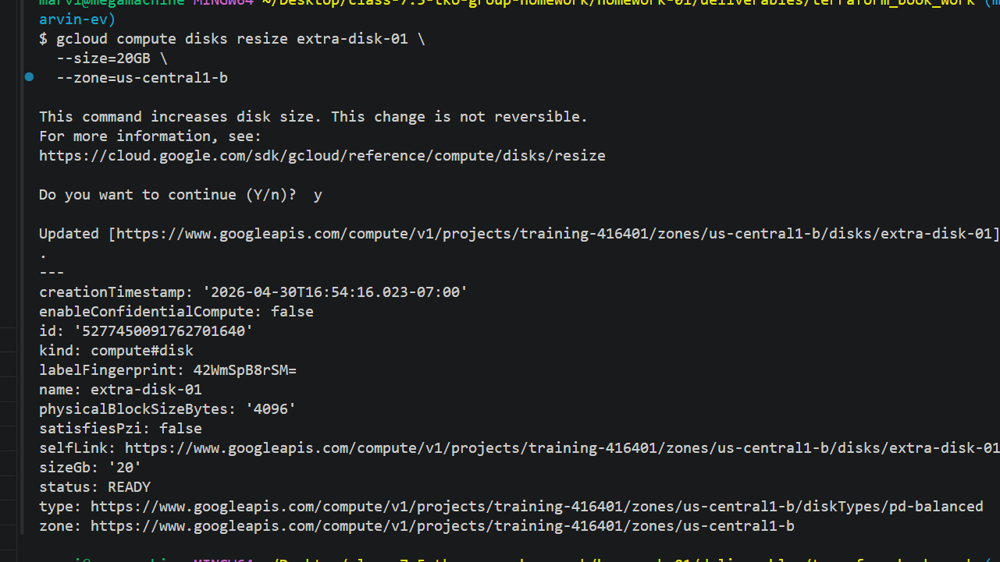 marvi@megamachine MINGW64 ~/Desktop/class-7.5-tko-group-homework/homework-01/deliverables/terraform_book_work (m
arvin-ev)
$ gcloud compute disks resize extra-disk-01 \
  --size=20GB \
  --zone=us-central1-b

This command increases disk size. This change is not reversible.
For more information, see:
https://cloud.google.com/sdk/gcloud/reference/compute/disks/resize

Do you want to continue (Y/n)?  y

Updated [https://www.googleapis.com/compute/v1/projects/training-416401/zones/us-central1-b/disks/extra-disk-01]
.
---
creationTimestamp: '2026-04-30T16:54:16.023-07:00'
enableConfidentialCompute: false
id: '5277450091762701640'
kind: compute#disk
labelFingerprint: 42WmSpB8rSM=
name: extra-disk-01
physicalBlockSizeBytes: '4096'
satisfiesPzi: false
selfLink: https://www.googleapis.com/compute/v1/projects/training-416401/zones/us-central1-b/disks/extra-disk-01
sizeGb: '20'
status: READY
type: https://www.googleapis.com/compute/v1/projects/training-416401/zones/us-central1-b/diskTypes/pd-balanced
zone: https://www.googleapis.com/compute/v1/projects/training-416401/zones/us-central1-b